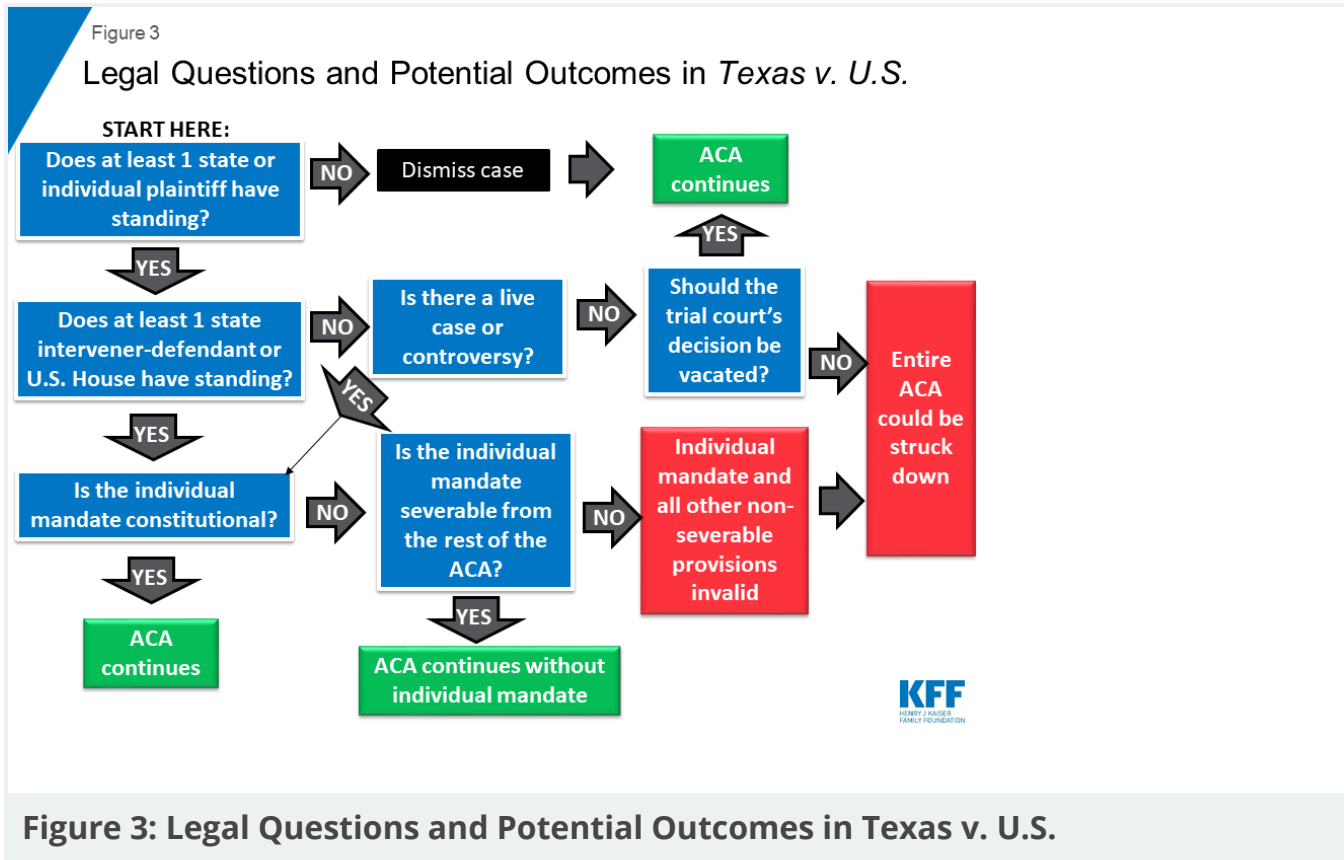 Figure 3
Legal Questions and Potential Outcomes in Texas v. U.S.
START HERE:
Does at least 1 state or
individual plaintiff have
standing?
NO
Dismiss case
ACA
continues
YES
YES
Does at least 1 state
intervener-defendant or
U.S. House have standing?
NO
Is there a live
case or
controversy?
NO
Should the
trial court's
decision be
vacated?
NO
Entire
ACA
could be
struck
down
YES
YES
Is the individual
mandate constitutional?
NO
Is the individual
mandate
severable from
the rest of the
ACA?
NO
Individual
mandate and
all other non-
severable
provisions
invalid
YES
ACA
continues
YES
ACA continues without
individual mandate
KFF
HENRY J KAISER
FAMILY FOUNDATION
Figure 3: Legal Questions and Potential Outcomes in Texas v. U.S.